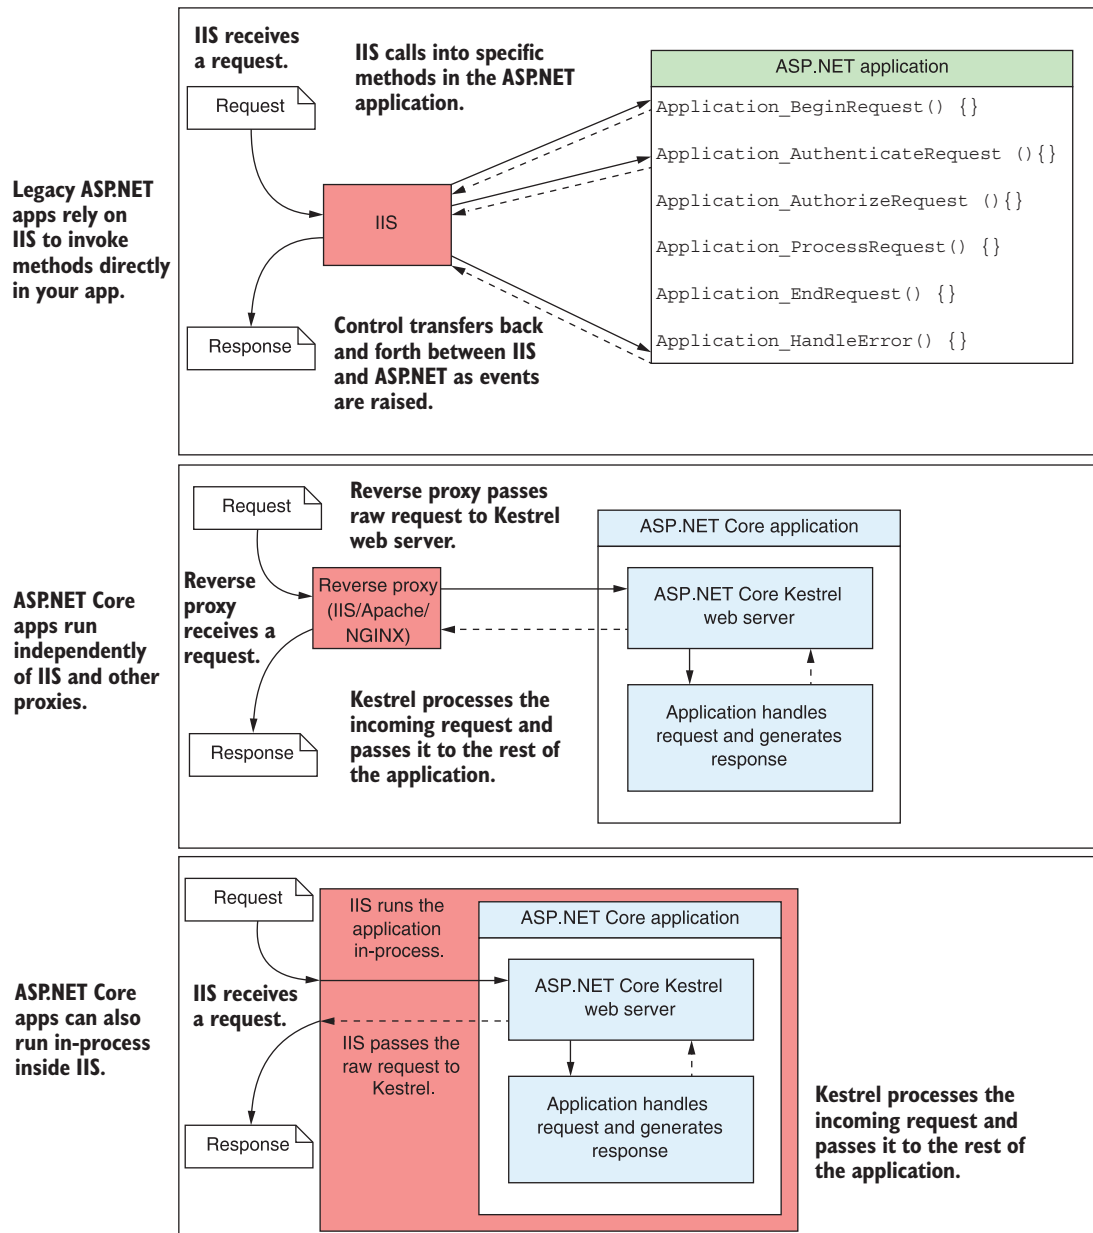 IIS receives
a request.
IIS calls into specific
methods in the ASP.NET
application.
Request
ASP.NET application
Application_BeginRequest() {}
Application_AuthenticateRequest (){}
Application_AuthorizeRequest (){}
Application_ProcessRequest() {}
Application_EndRequest() {}
Application_HandleError() {}
Legacy ASP.NET
apps rely on
IIS to invoke
methods directly
in your app.
IIS
Response
Control transfers back
and forth between IIS
and ASP.NET as events
are raised.
Request
Reverse proxy passes
raw request to Kestrel
web server.
ASP.NET Core application
Reverse
proxy
receives a
request.
Reverse proxy
(IIS/Apache/
NGINX)
ASP.NET Core Kestrel
web server
ASP.NET Core
apps run
independently
of IIS and other
proxies.
Kestrel processes the
incoming request and
passes it to the rest of
the application.
Application handles
request and generates
response
Response
Request
IIS runs the
application
in-process.
ASP.NET Core application
ASP.NET Core
apps can also
run in-process
inside IIS.
IIS receives
a request.
ASP.NET Core Kestrel
web server
IIS passes the
raw request to
Kestrel.
Application handles
request and generates
response
Response
Kestrel processes the
incoming request and
passes it to the rest of
the application.